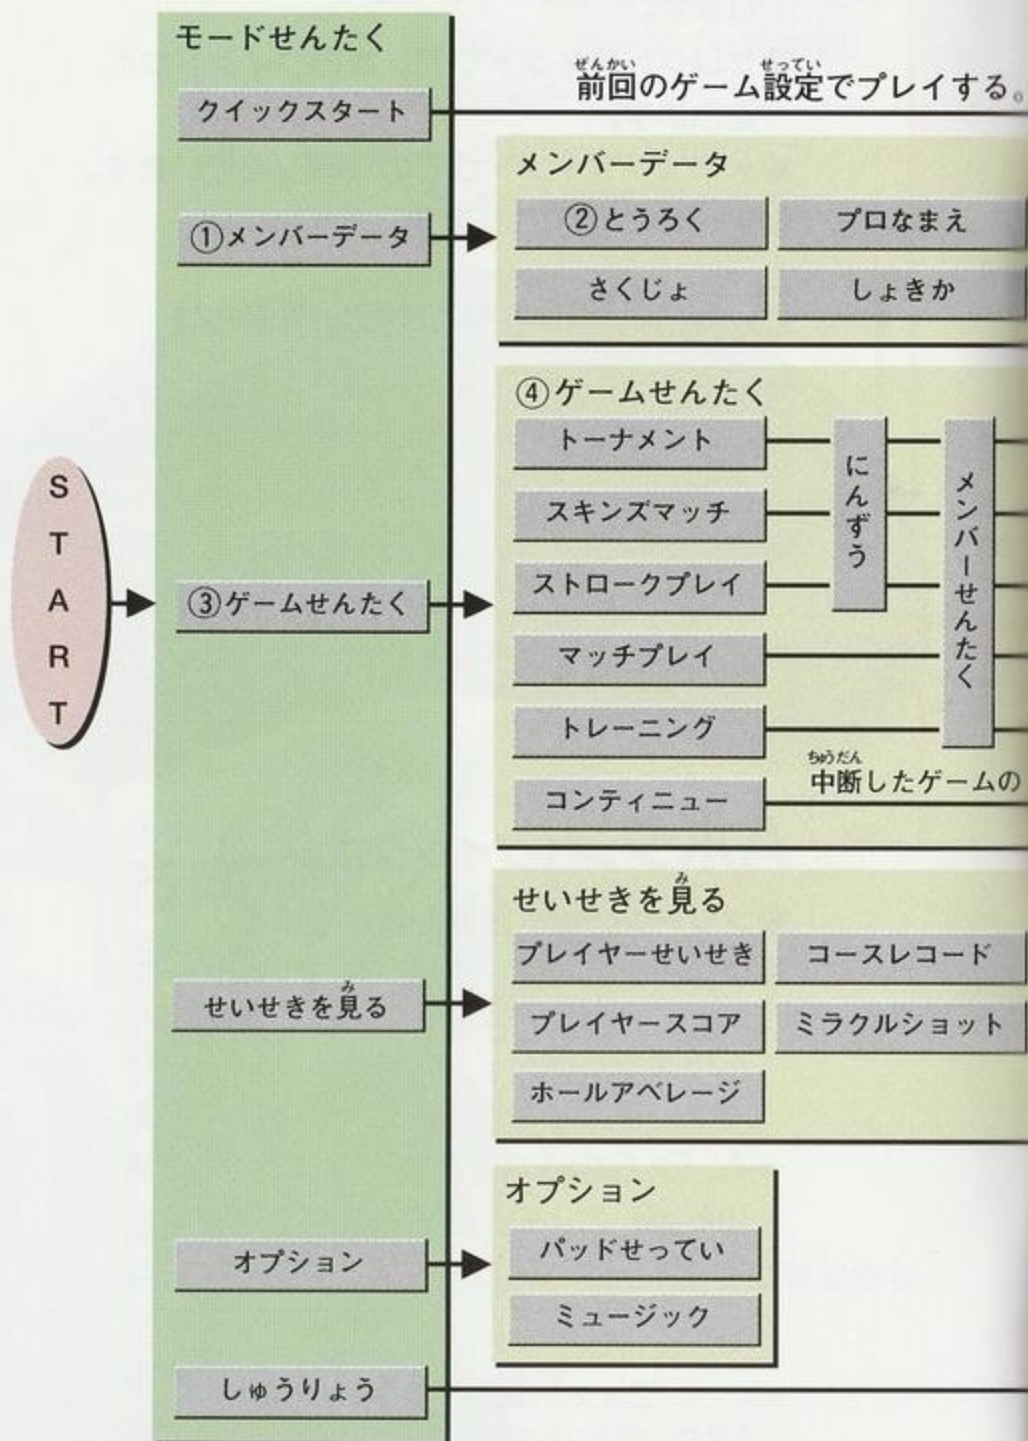 START
モードせんたく
クイックスタート
①メンバーデータ
③ゲームせんたく
せいせきを見る
み
オプション
しゅうりょう
ぜんかい せってい
前回のゲーム設定でプレイする。
メンバーデータ
②とうろく プロなまえ
さくじょ しょきか
④ゲームせんたく
トーナメント
スキンズマッチ
ストロークプレイ
マッチプレイ
トレーニング
コンティニュー
にんずう
メンバーせんたく
ちゅうだん
中断したゲームの
み
せいせきを見る
プレイヤーせいせき コースレコード
プレイヤースコア ミラクルショット
ホールアベレージ
オプション
パッドせってい
ミュージック